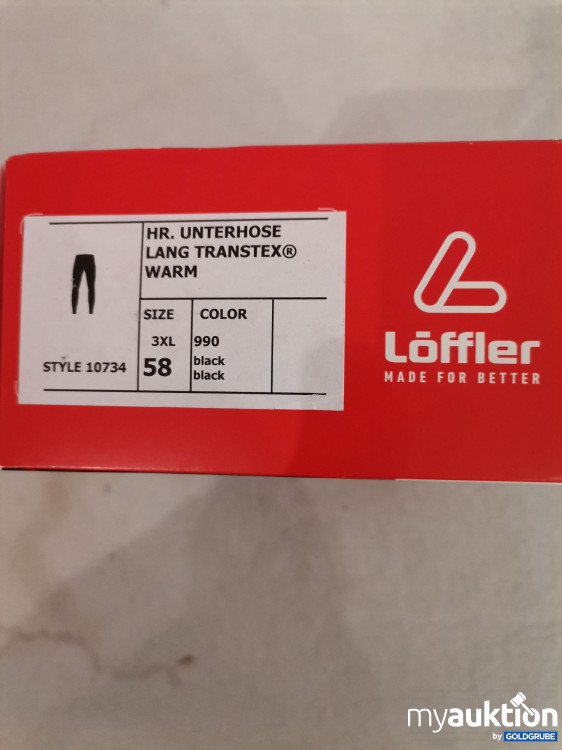 HR. UNTERHOSE
LANG TRANSTEX®
WARM
STYLE 10734
SIZE
3XL
58
COLOR
990
black
black
Löffler
MADE FOR BETTER
myauktion
by GOLDGRUBE